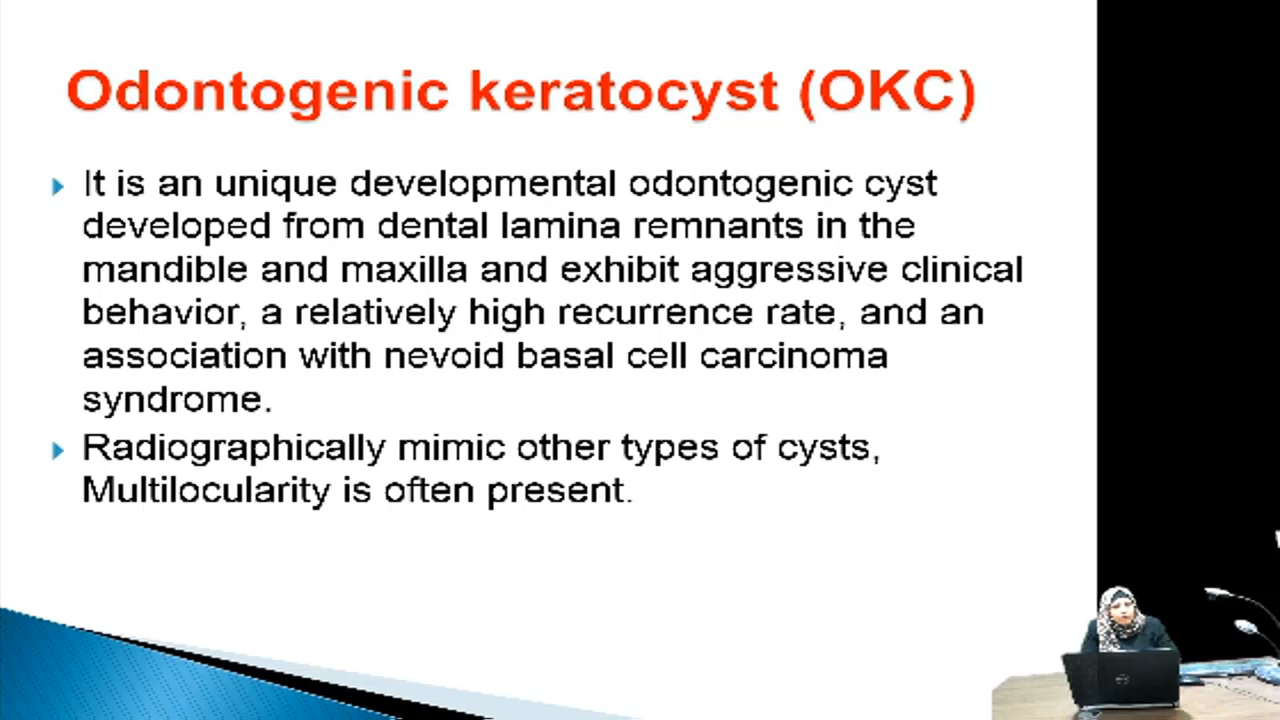 Odontogenic keratocyst (OKC)
It is an unique developmental odontogenic cyst
developed from dental lamina remnants in the
mandible and maxilla and exhibit aggressive clinical
behavior, a relatively high recurrence rate, and an
association with nevoid basal cell carcinoma
syndrome.
Radiographically mimic other types of cysts,
Multilocularity is often present.